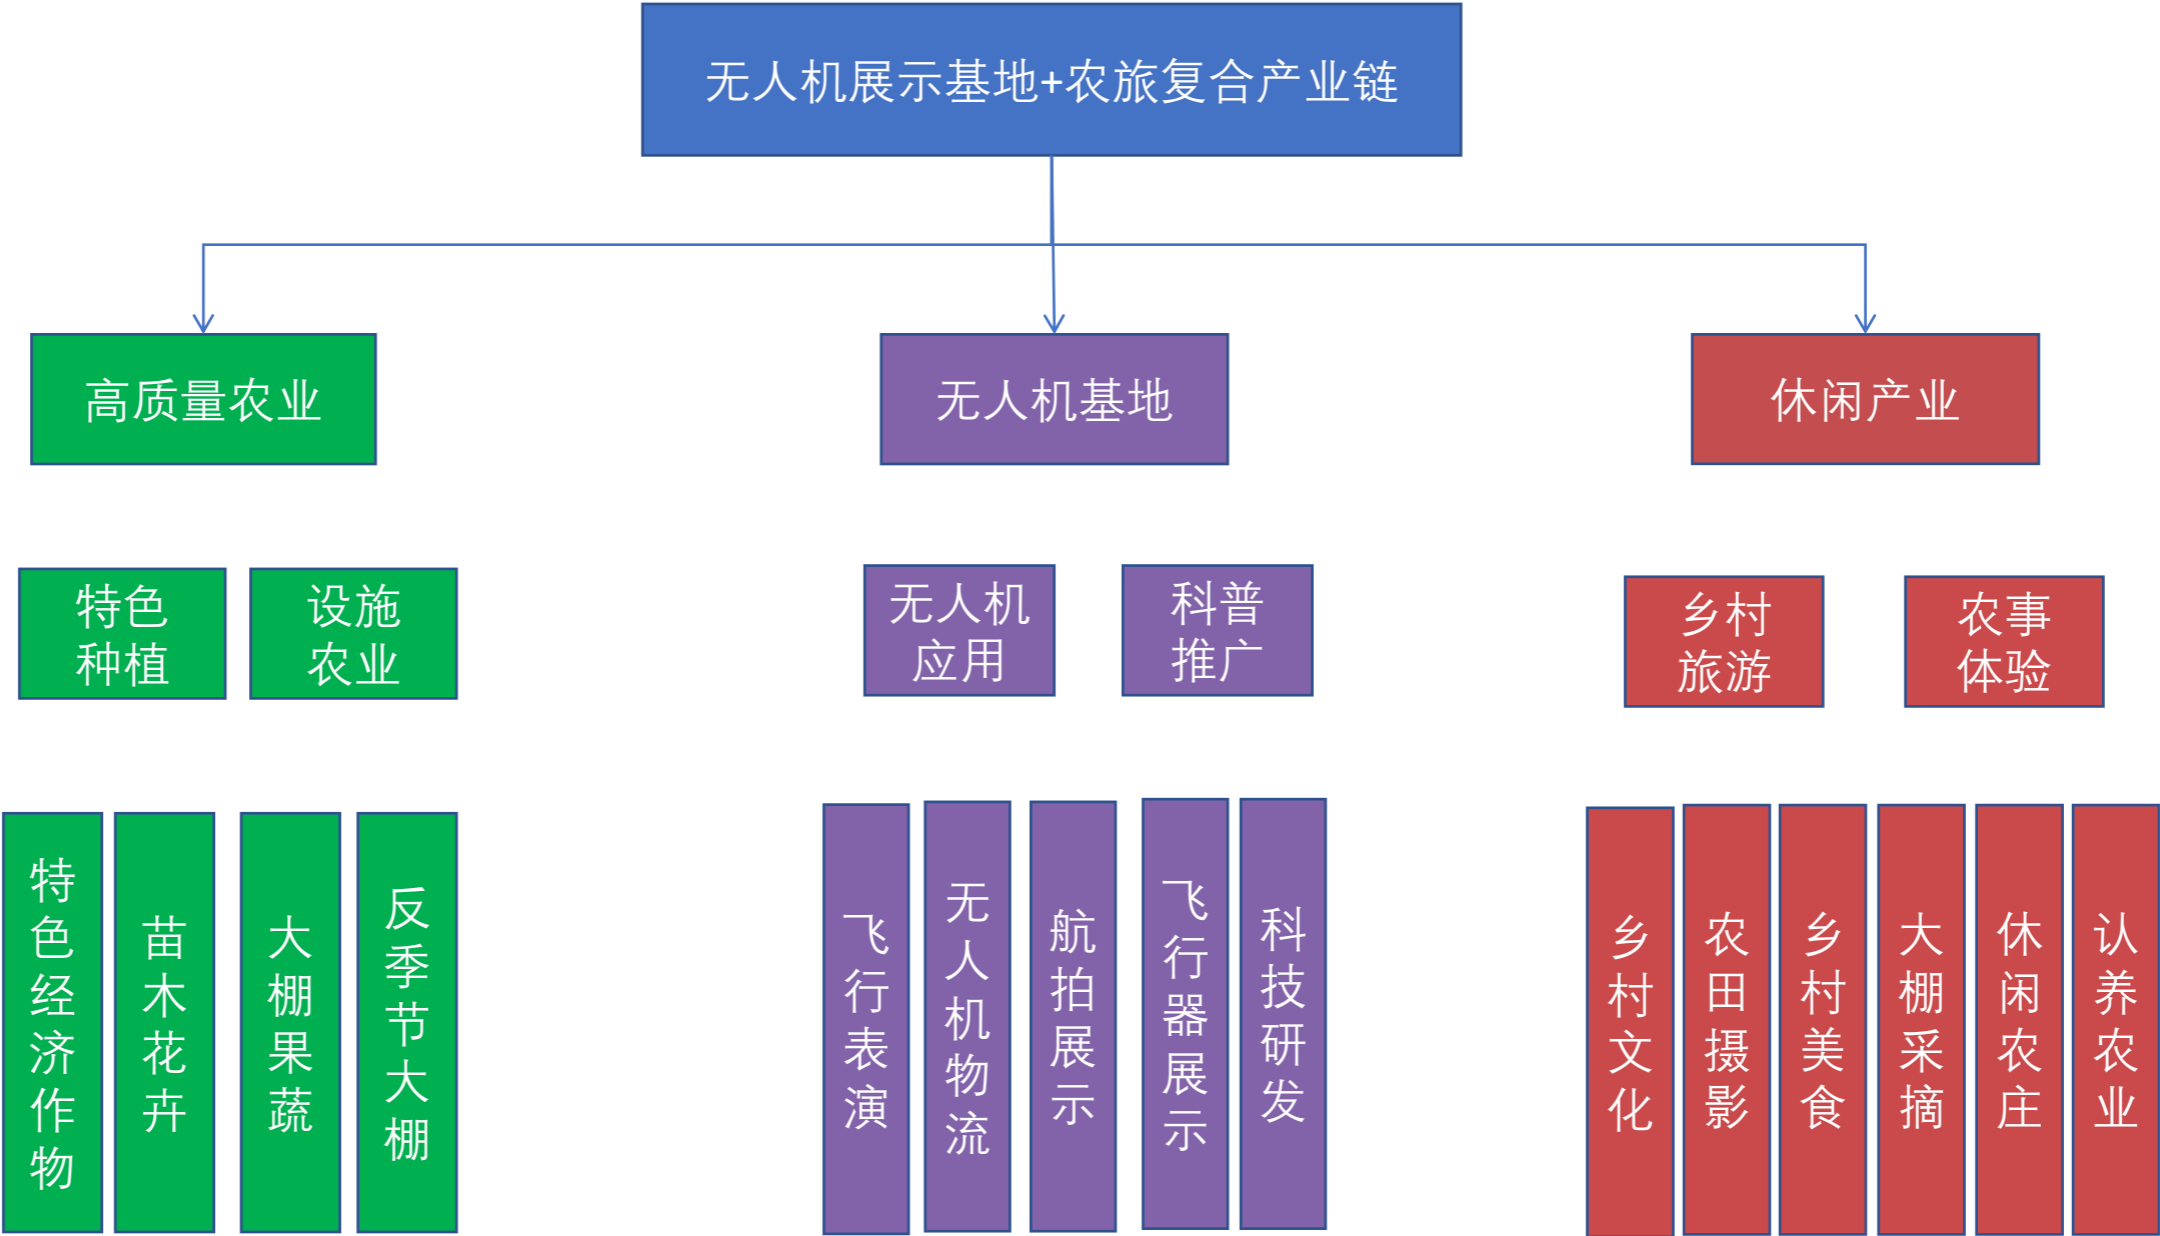 无人机展示基地+农旅复合产业链
高质量农业
无人机基地
休闲产业
特色
种植
设施
农业
无人机
应用
科普
推广
乡村
旅游
农事
体验
特色经济作物
苗木花卉
大棚果蔬
反季节大棚
飞行表演
无人机物流
航拍展示
飞行器展示
科技研发
乡村文化
农田摄影
乡村美食
大棚采摘
休闲农庄
认养农业